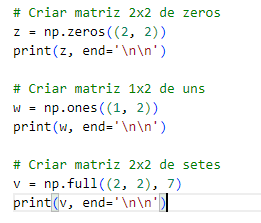 # Criar matriz 2x2 de zeros
z = np.zeros((2, 2))
print(z, end='\n\n')
# Criar matriz 1x2 de uns
w = np.ones((1, 2))
print(w, end='\n\n')
# Criar matriz 2x2 de setes
v = np.full((2, 2), 7)
print(v, end='\n\n')